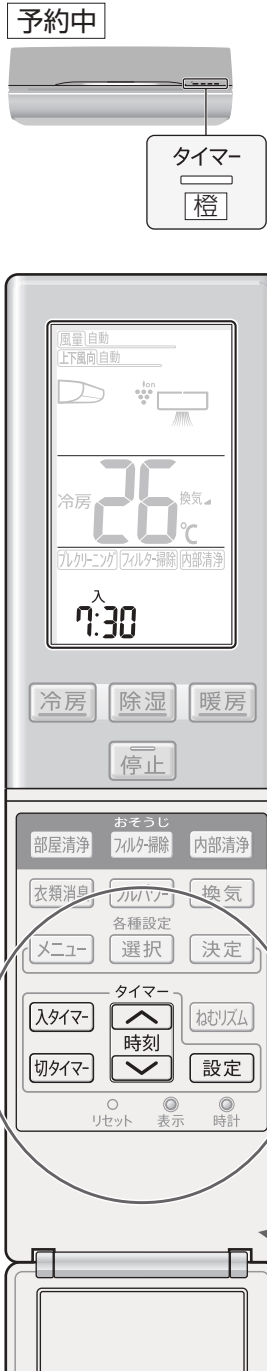 予約中
タイマー
橙
風量 自動
上下風向 自動
ion
冷房 26℃ 換気
プレクリーニング フィルター掃除 内部清浄
入
7:30
冷房 除湿 暖房
停止
おそうじ
部屋清浄 フィルター掃除 内部清浄
衣類消臭 フルパワー 換気
各種設定
メニュー 選択 決定
タイマー
入タイマー 時刻 ねむリズム
切タイマー 設定
リセット 表示 時計